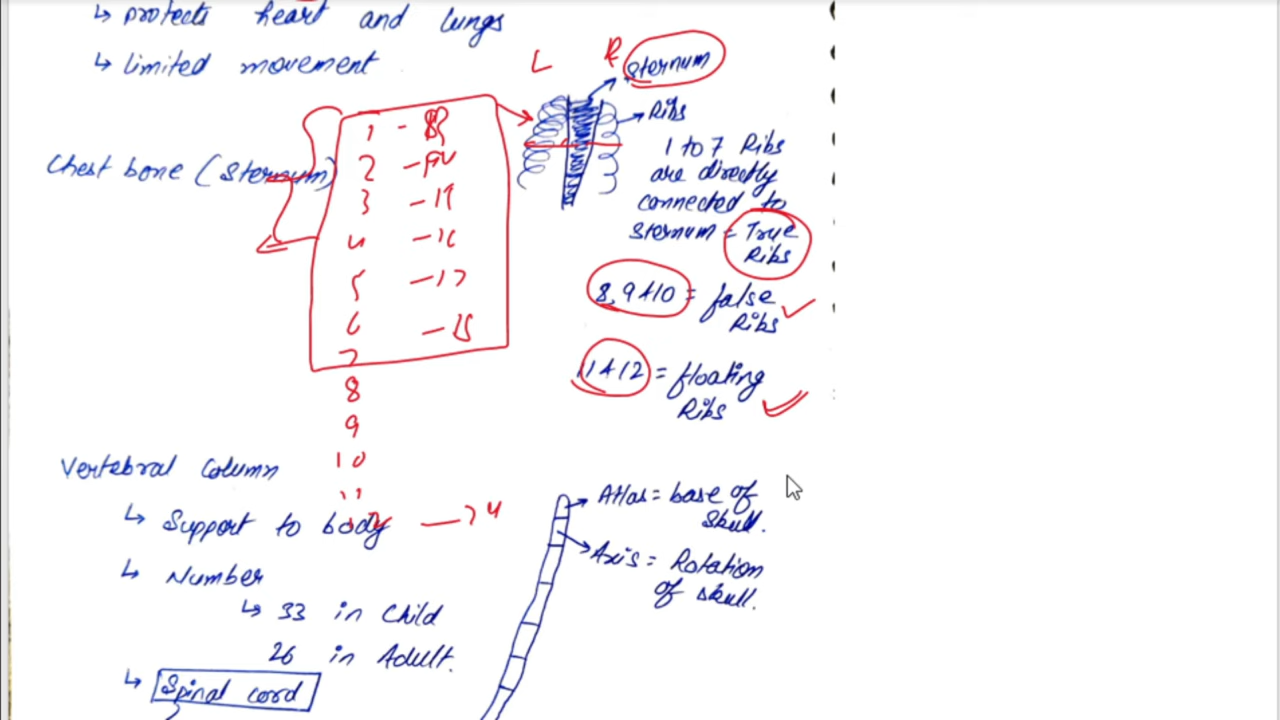 ↳ protects heart and lungs
↳ limited movement
L R sternum
Ribs
Chest bone (Sternum)
1 -
2 -
3 - 19
4 - 16
5 - 17
6 - 15
7
8
9
10
11
12 → 24
1 to 7 Ribs
are directly
connected to
sternum = True
Ribs
8, 9 & 10 = false
Ribs
11 & 12 = floating
Ribs
Vertebral Column
↳ Support to body
↳ Number
↳ 33 in Child
26 in Adult.
↳ Spinal cord
Atlas = base of
skull.
Axis = Rotation
of skull.